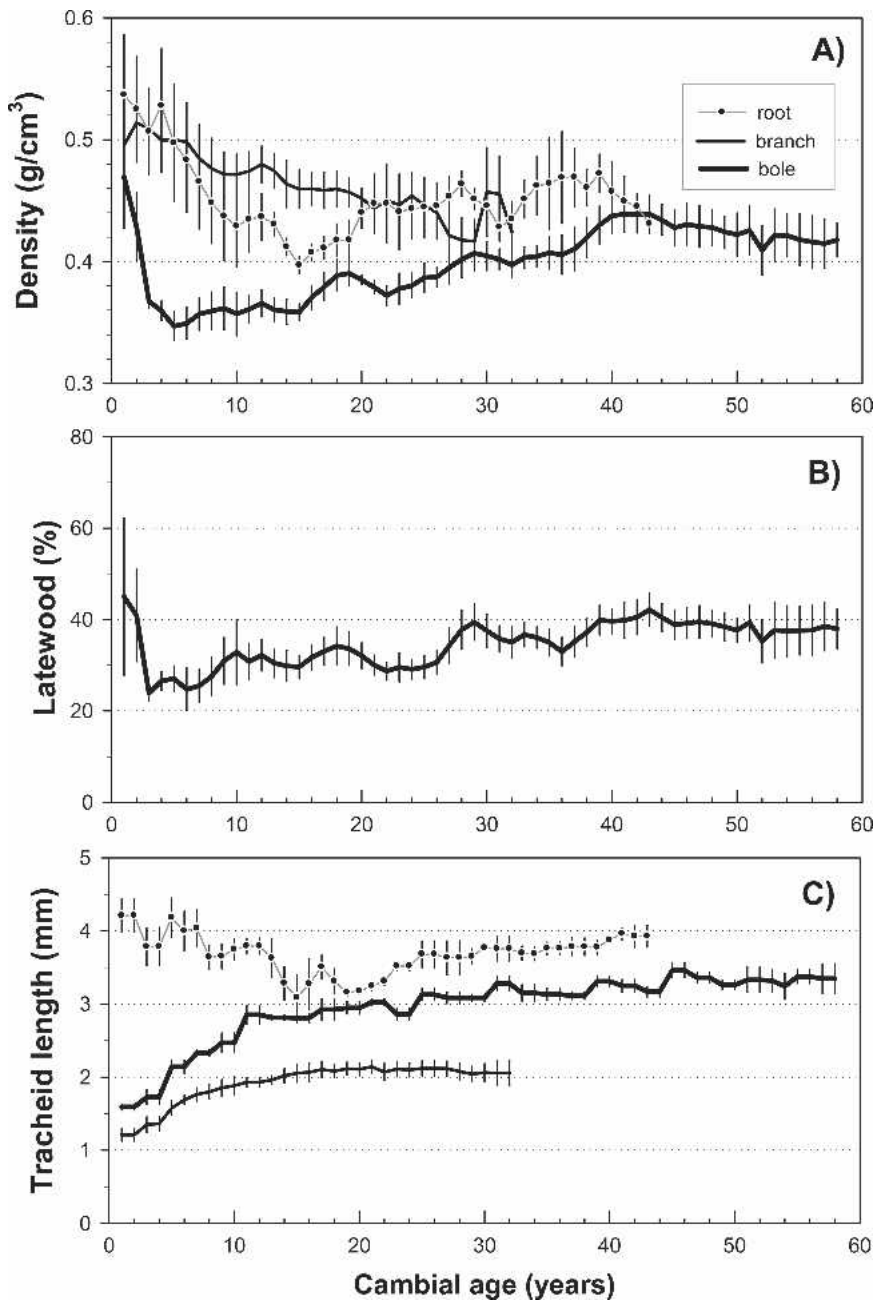 0.6
A)
root
branch
bole
0.5
0.4
0.3
Density (g/cm³)
0 10 20 30 40 50 60
80
B)
60
40
20
0
Latewood (%)
0 10 20 30 40 50 60
5
C)
4
3
2
1
0
Tracheid length (mm)
0 10 20 30 40 50 60
Cambial age (years)